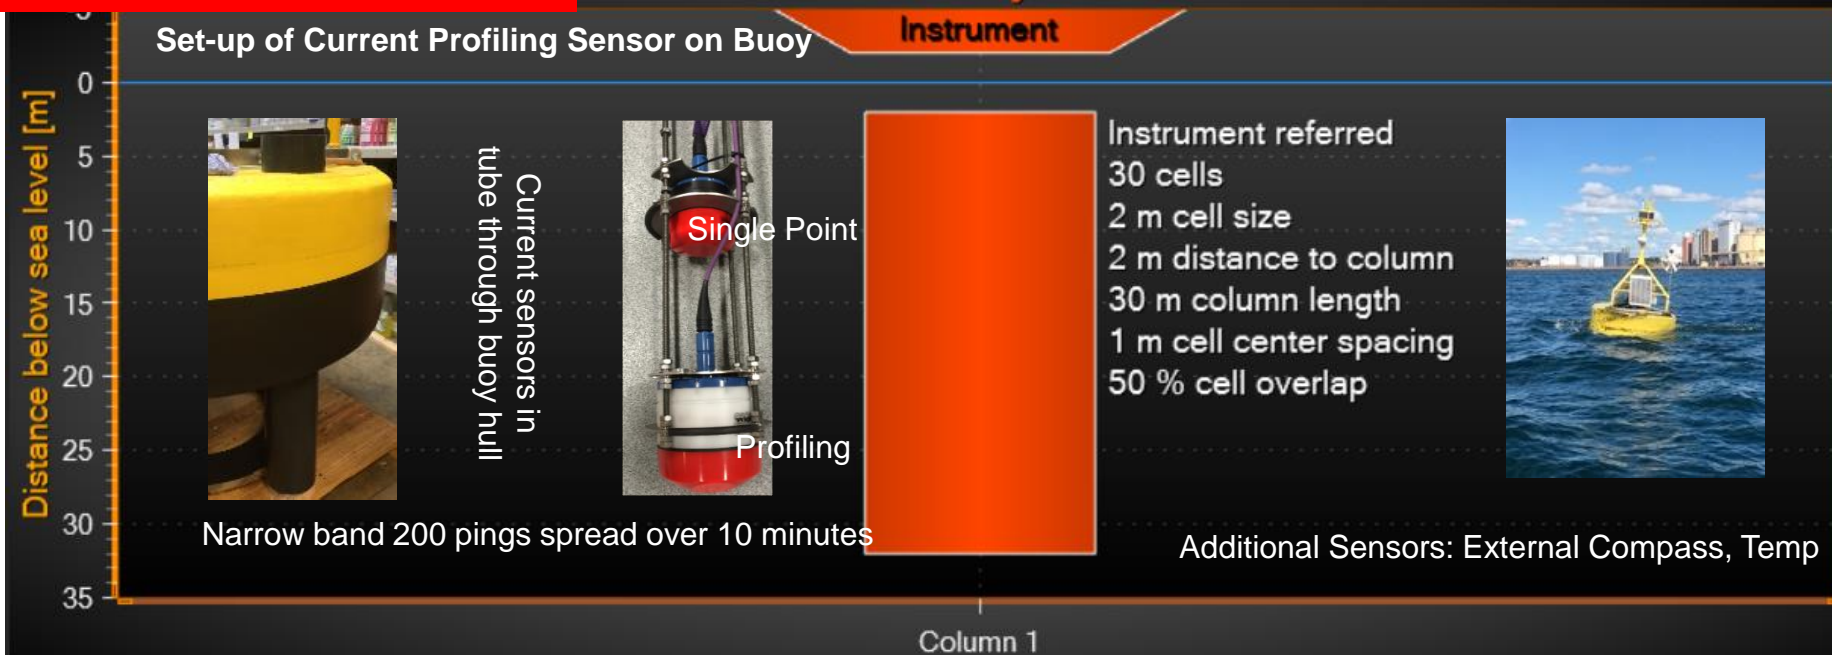 Instrument
Set-up of Current Profiling Sensor on Buoy
Distance below sea level [m]
0
5
10
15
20
25
30
35
Current sensors in
tube through buoy hull
Single Point
Profiling
Instrument referred
30 cells
2 m cell size
2 m distance to column
30 m column length
1 m cell center spacing
50 % cell overlap
Narrow band 200 pings spread over 10 minutes
Additional Sensors: External Compass, Temp
Column 1